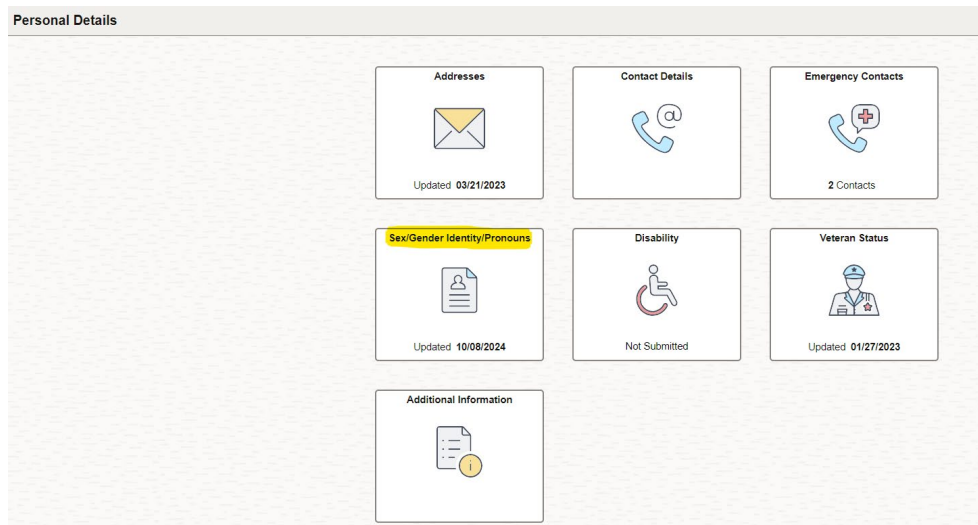 Personal Details
Addresses
Updated 03/21/2023
Contact Details
@
Emergency Contacts
2 Contacts
Sex/Gender Identity/Pronouns
Updated 10/08/2024
Disability
Not Submitted
Veteran Status
Updated 01/27/2023
Additional Information
i